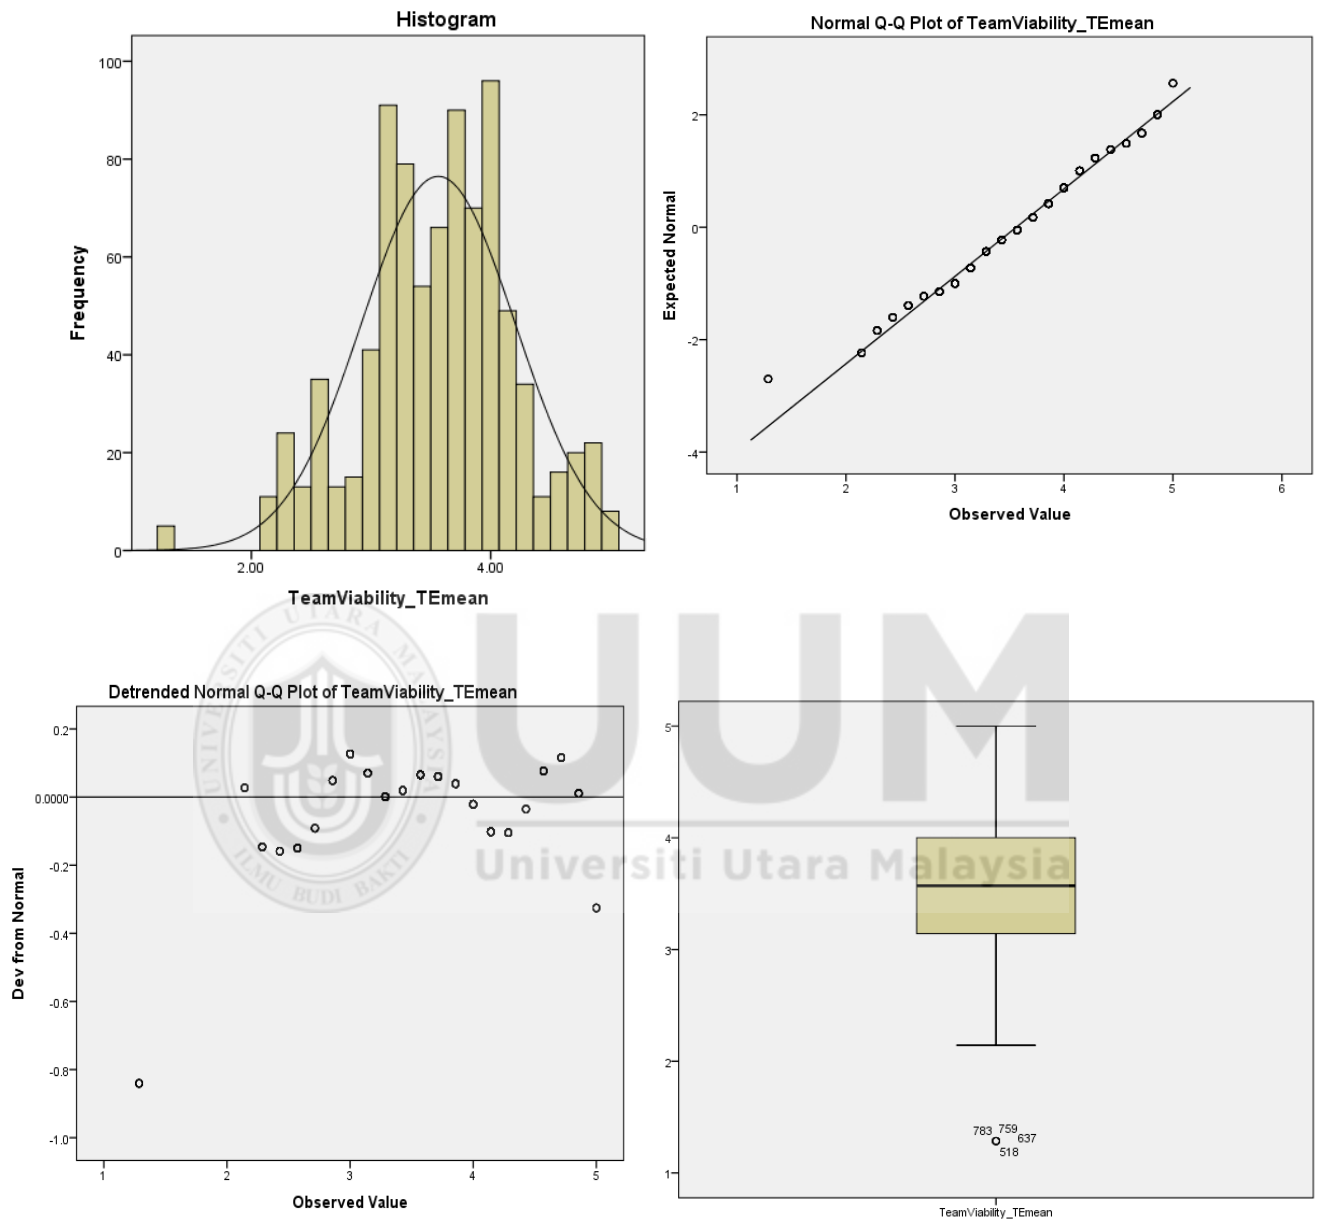 Histogram
100
80
60
40
20
0
Frequency
2.00 4.00
TeamViability_TEmean
Normal Q-Q Plot of TeamViability_TEmean
2
0
-2
-4
Expected Normal
1 2 3 4 5 6
Observed Value
UNIVERSITI UTARA MALAYSIA
ILMU BUDI BAKTI
UUM
Universiti Utara Malaysia
Detrended Normal Q-Q Plot of TeamViability_TEmean
0.2
0.0000
-0.2
-0.4
-0.6
-0.8
-1.0
Dev from Normal
1 2 3 4 5
Observed Value
5
4
3
2
1
783 759
637
518
TeamViability_TEmean